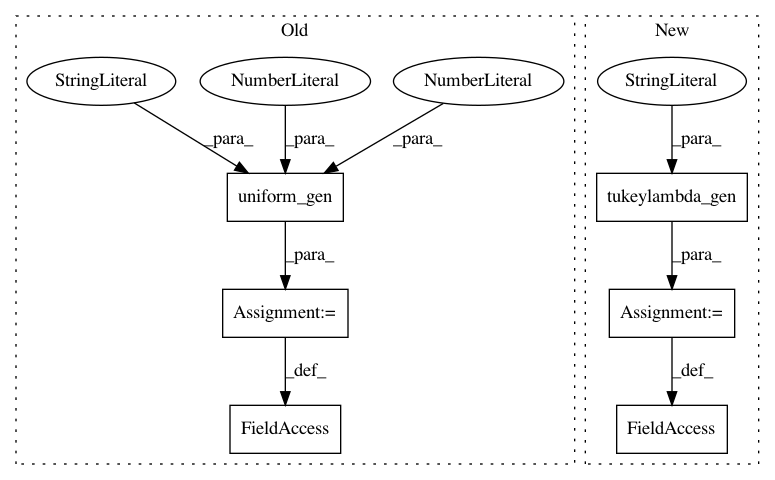 Old
New
StringLiteral
NumberLiteral
NumberLiteral
StringLiteral
_para_
_para_
_para_
_para_
uniform_gen
tukeylambda_gen
_para_
_para_
Assignment:=
Assignment:=
_def_
_def_
FieldAccess
FieldAccess